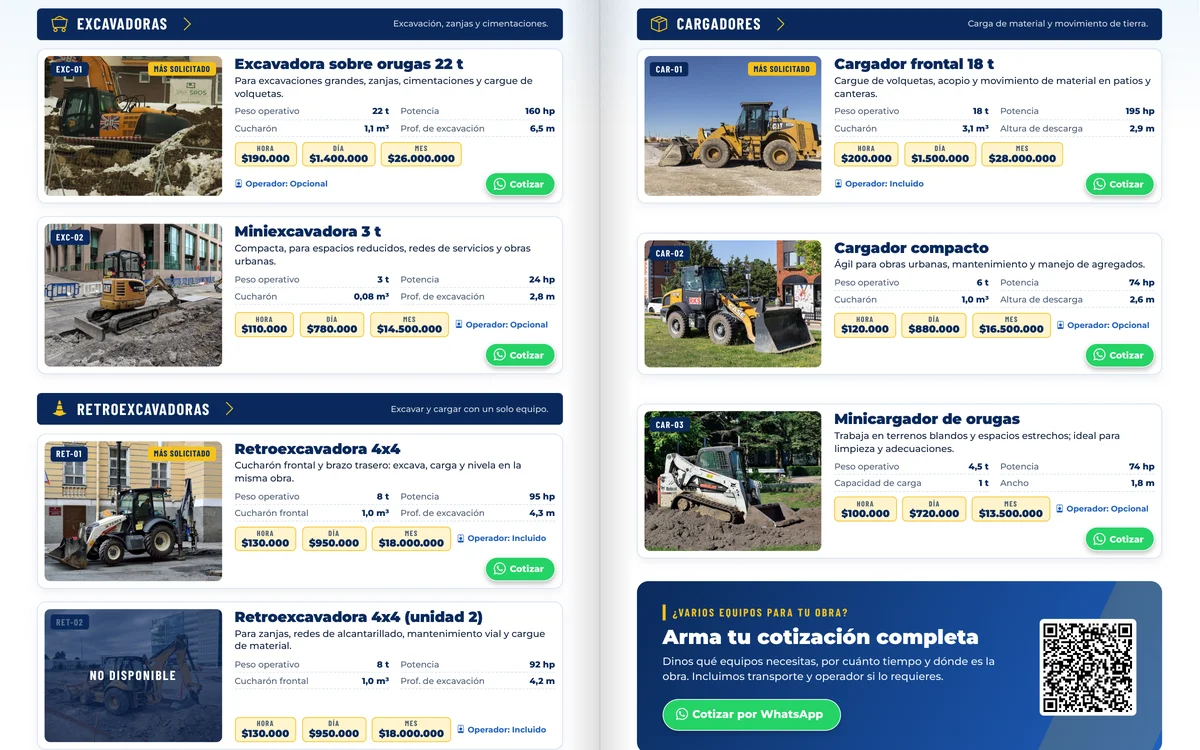 EXCAVADORAS
Excavación, zanjas y cimentaciones.
EXC-01
MÁS SOLICITADO
Excavadora sobre orugas 22 t
Para excavaciones grandes, zanjas, cimentaciones y cargue de
volquetas.
Peso operativo 22 t Potencia 160 hp
Cucharón 1,1 m³ Prof. de excavación 6,5 m
HORA DÍA MES
$190.000 $1.400.000 $26.000.000
Operador: Opcional
Cotizar
EXC-02
Miniexcavadora 3 t
Compacta, para espacios reducidos, redes de servicios y obras
urbanas.
Peso operativo 3 t Potencia 24 hp
Cucharón 0,08 m³ Prof. de excavación 2,8 m
HORA DÍA MES
$110.000 $780.000 $14.500.000
Operador: Opcional
Cotizar
RETROEXCAVADORAS
Excavar y cargar con un solo equipo.
RET-01
MÁS SOLICITADO
Retroexcavadora 4x4
Cucharón frontal y brazo trasero: excava, carga y nivela en la
misma obra.
Peso operativo 8 t Potencia 95 hp
Cucharón frontal 1,0 m³ Prof. de excavación 4,3 m
HORA DÍA MES
$130.000 $950.000 $18.000.000
Operador: Incluido
Cotizar
RET-02
NO DISPONIBLE
Retroexcavadora 4x4 (unidad 2)
Para zanjas, redes de alcantarillado, mantenimiento vial y cargue
de material.
Peso operativo 8 t Potencia 92 hp
Cucharón frontal 1,0 m³ Prof. de excavación 4,2 m
HORA DÍA MES
$130.000 $950.000 $18.000.000
Operador: Incluido
CARGADORES
Carga de material y movimiento de tierra.
CAR-01
MÁS SOLICITADO
Cargador frontal 18 t
Cargue de volquetas, acopio y movimiento de material en patios y
canteras.
Peso operativo 18 t Potencia 195 hp
Cucharón 3,1 m³ Altura de descarga 2,9 m
HORA DÍA MES
$200.000 $1.500.000 $28.000.000
Operador: Incluido
Cotizar
CAR-02
Cargador compacto
Ágil para obras urbanas, mantenimiento y manejo de agregados.
Peso operativo 6 t Potencia 74 hp
Cucharón 1,0 m³ Altura de descarga 2,6 m
HORA DÍA MES
$120.000 $880.000 $16.500.000
Operador: Opcional
Cotizar
CAR-03
Minicargador de orugas
Trabaja en terrenos blandos y espacios estrechos; ideal para
limpieza y adecuaciones.
Peso operativo 4,5 t Potencia 74 hp
Capacidad de carga 1 t Ancho 1,8 m
HORA DÍA MES
$100.000 $720.000 $13.500.000
Operador: Opcional
Cotizar
¿VARIOS EQUIPOS PARA TU OBRA?
Arma tu cotización completa
Dinos qué equipos necesitas, por cuánto tiempo y dónde es la
obra. Incluimos transporte y operador si lo requieres.
Cotizar por WhatsApp